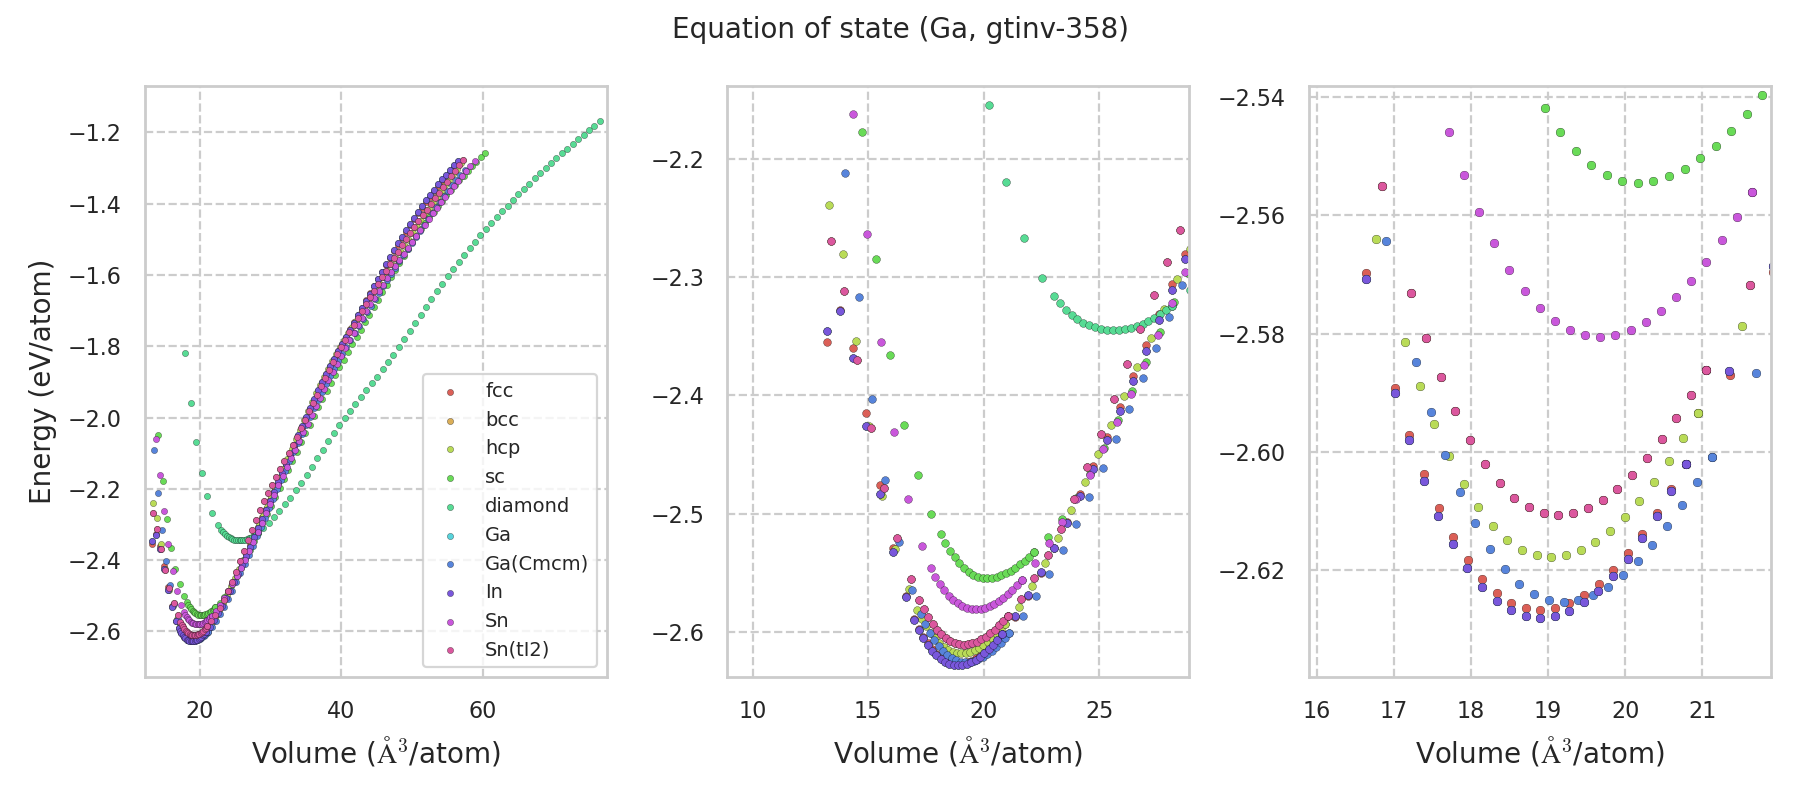 Equation of state (Ga, gtinv-358)
Energy (eV/atom)
−1.2
−1.4
−1.6
−1.8
−2.0
−2.2
−2.4
−2.6
20 40 60
Volume (Å³/atom)
fcc
bcc
hcp
sc
diamond
Ga
Ga(Cmcm)
In
Sn
Sn(tI2)
−2.2
−2.3
−2.4
−2.5
−2.6
10 15 20 25
Volume (Å³/atom)
−2.54
−2.56
−2.58
−2.60
−2.62
16 17 18 19 20 21
Volume (Å³/atom)